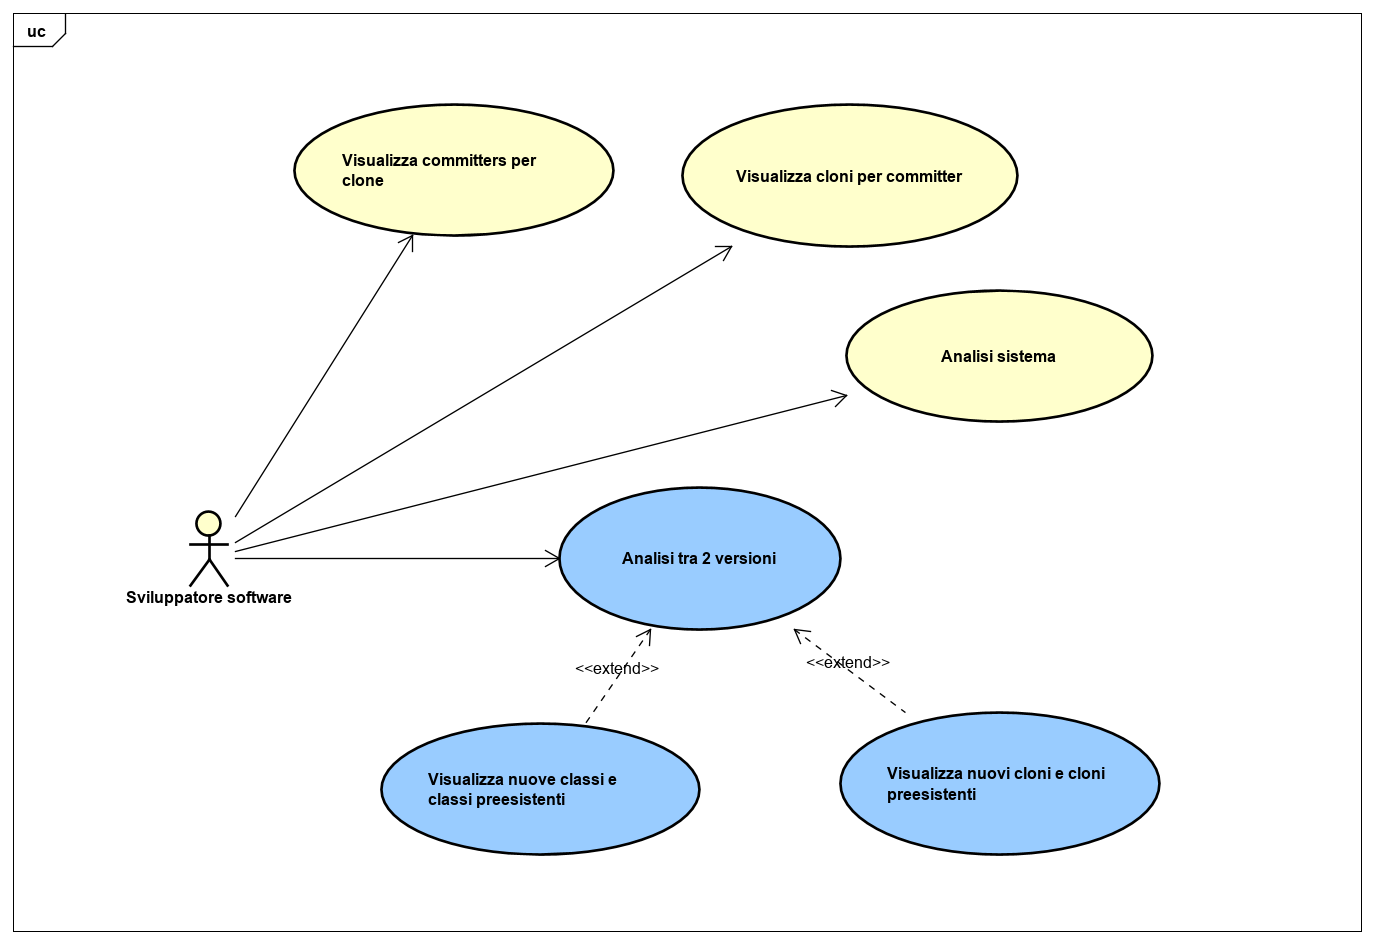 uc
Visualizza committers per
clone
Visualizza cloni per committer
Analisi sistema
Analisi tra 2 versioni
Sviluppatore software
<<extend>>
<<extend>>
Visualizza nuove classi e
classi preesistenti
Visualizza nuovi cloni e cloni
preesistenti